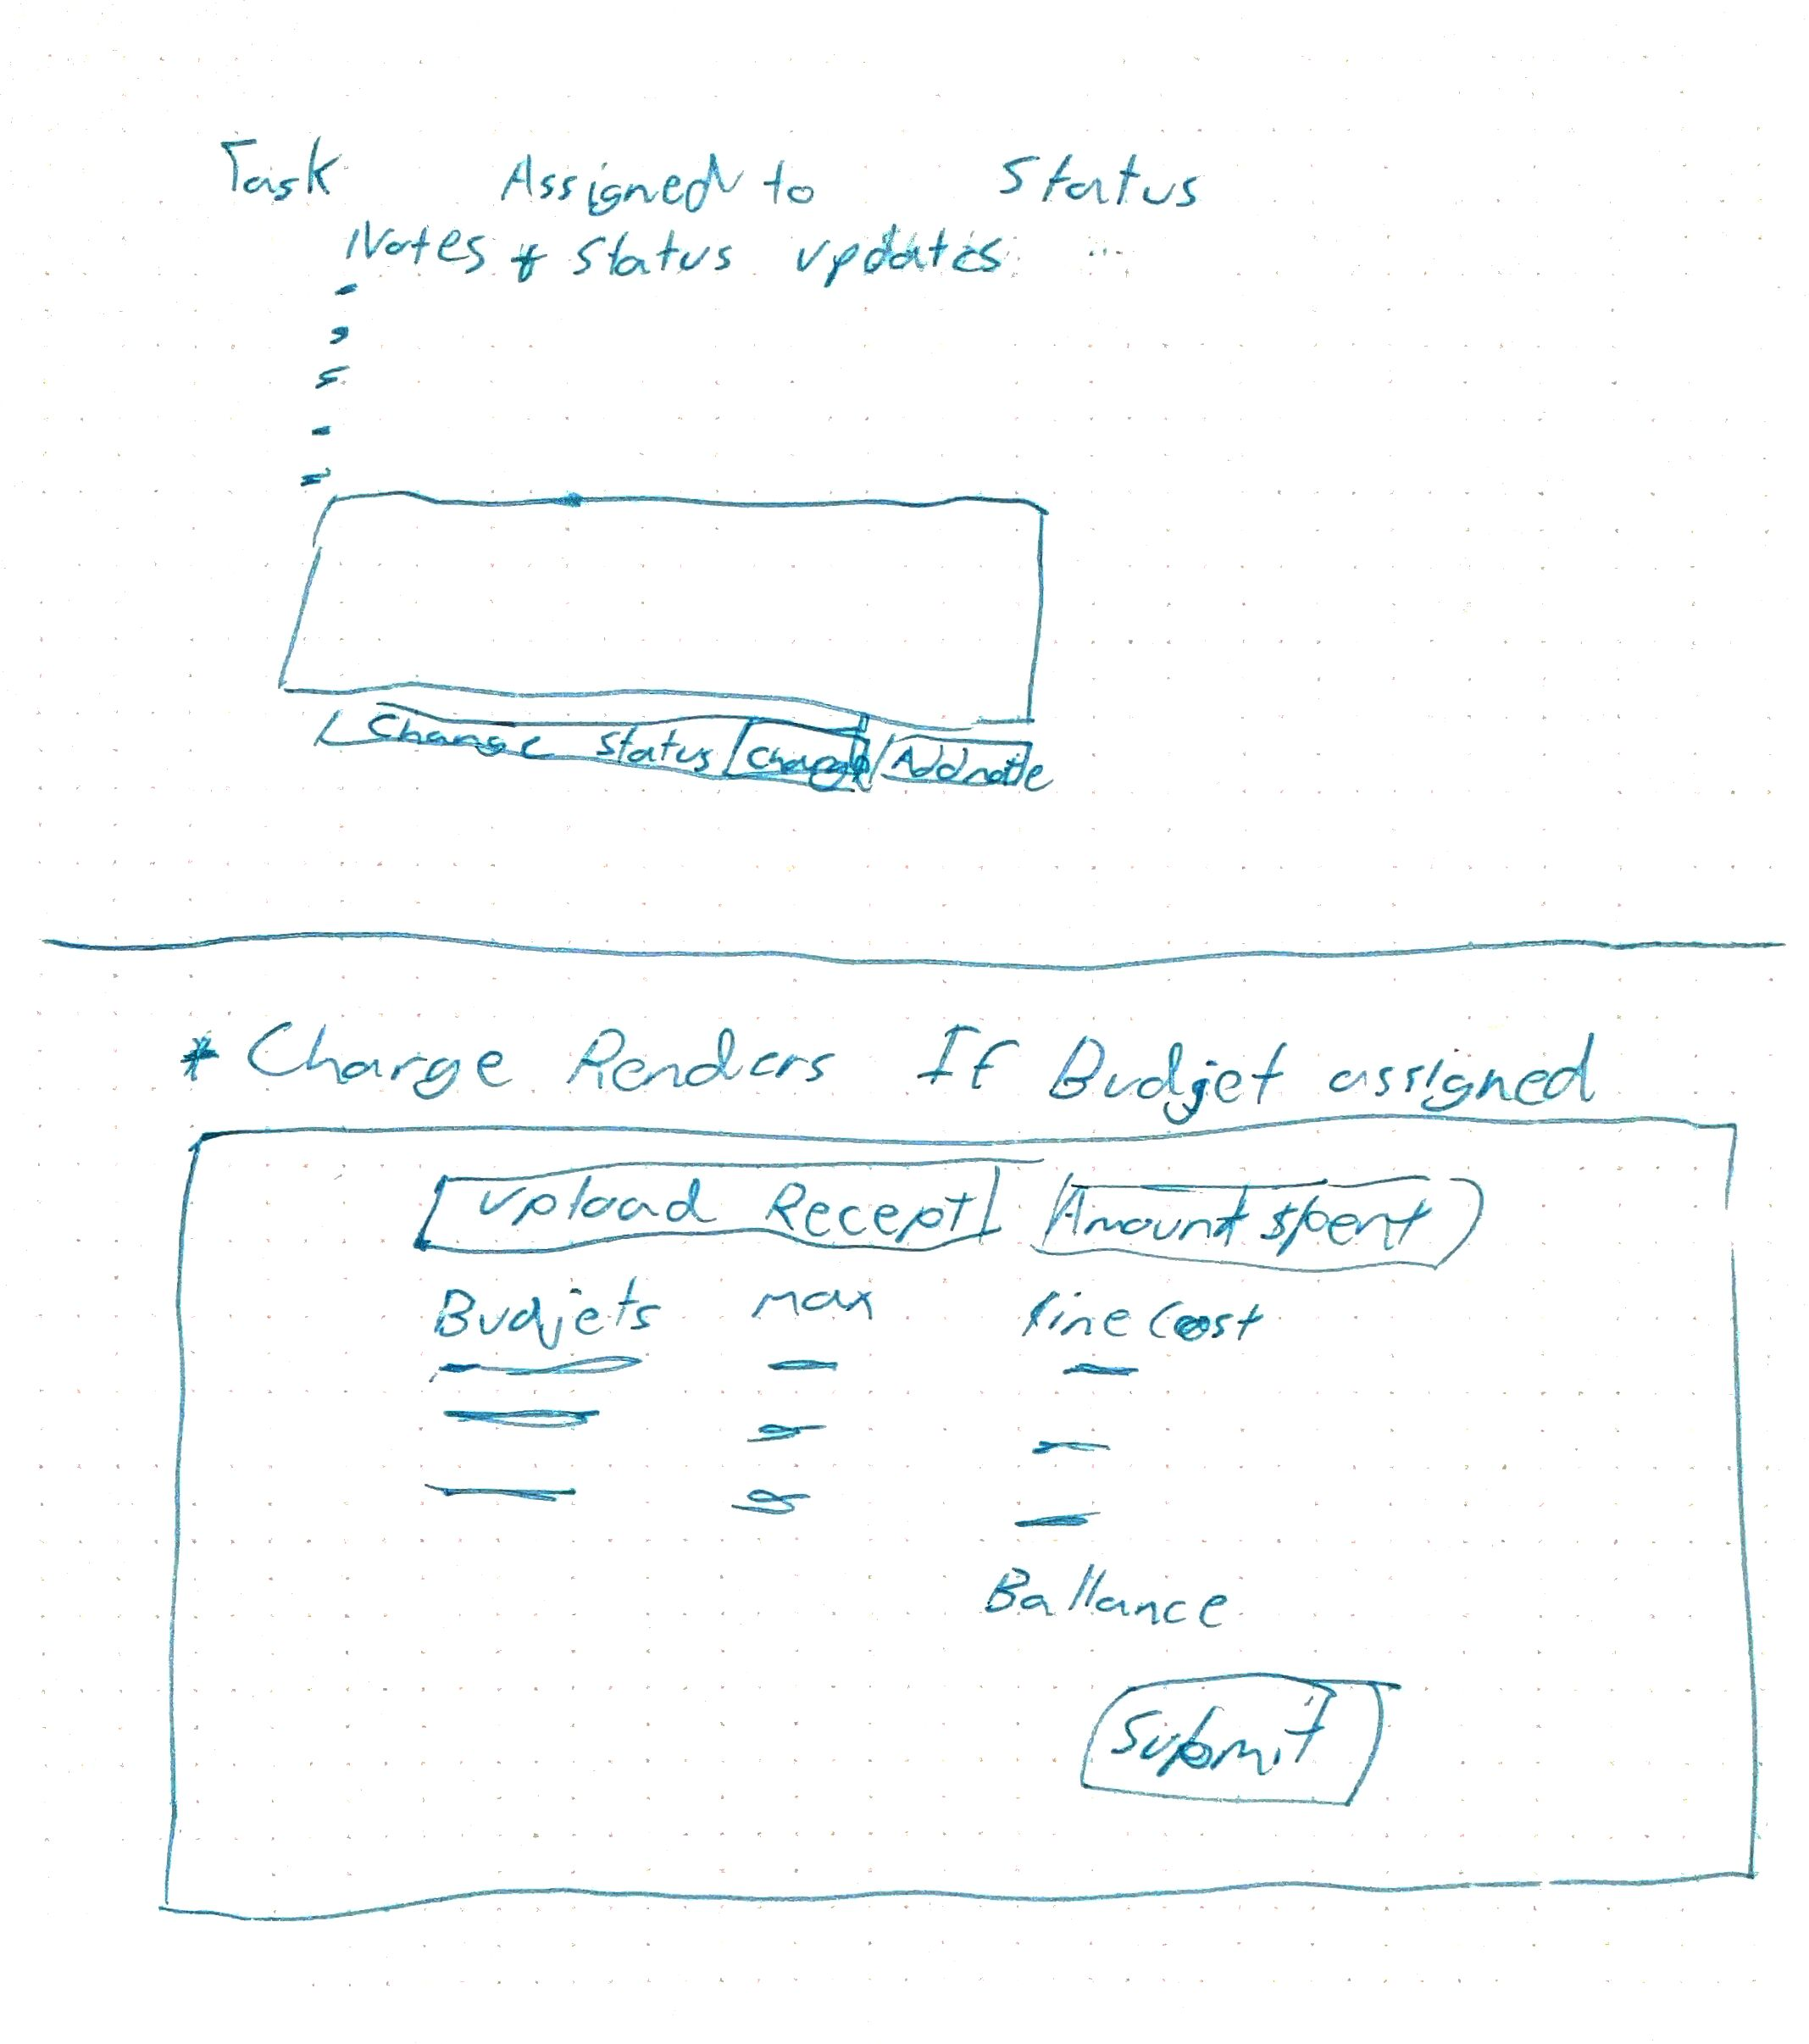 Task Assigned to Status
Notes & Status updates ...
Change Status Charge Add note
* Charge Renders If Budjet assigned
Upload Recept Amount spent
Budjets max line Cost
Ballance
Submit